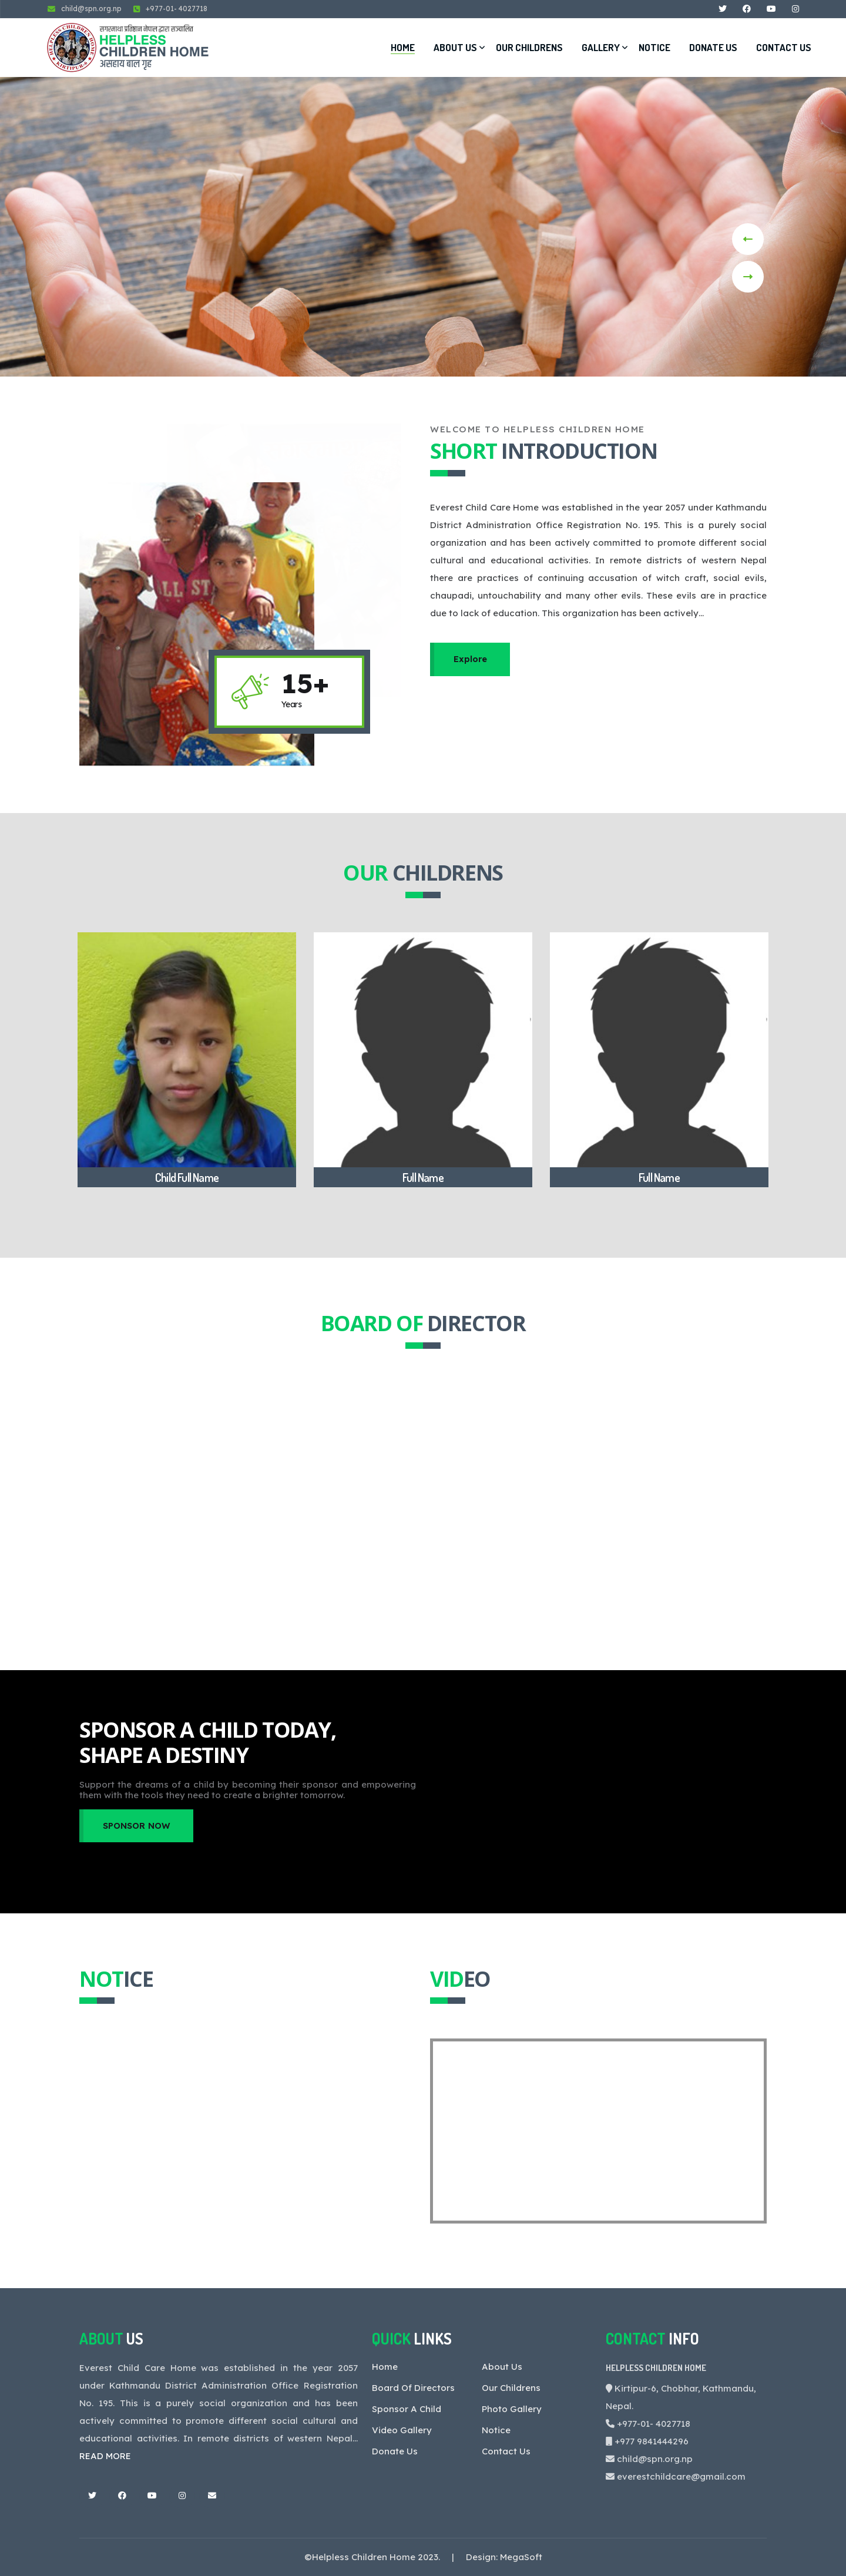 child@spn.org.np +977-01- 4027718
सगरमाथा प्रतिष्ठान नेपाल द्वारा सञ्चालित
HELPLESS
CHILDREN HOME
असहाय बाल गृह
HELPLESS CHILDREN HOME
KIRTIPUR
HOME ABOUT US OUR CHILDRENS GALLERY NOTICE DONATE US CONTACT US
WELCOME TO HELPLESS CHILDREN HOME
SHORT INTRODUCTION
Everest Child Care Home was established in the year 2057 under Kathmandu
District Administration Office Registration No. 195. This is a purely social
organization and has been actively committed to promote different social
cultural and educational activities. In remote districts of western Nepal
there are practices of continuing accusation of witch craft, social evils,
chaupadi, untouchability and many other evils. These evils are in practice
due to lack of education. This organization has been actively...
Explore
ALL ST
15+
Years
OUR CHILDRENS
Child Full Name
Full Name
Full Name
BOARD OF DIRECTOR
SPONSOR A CHILD TODAY,
SHAPE A DESTINY
Support the dreams of a child by becoming their sponsor and empowering
them with the tools they need to create a brighter tomorrow.
SPONSOR NOW
NOTICE
VIDEO
ABOUT US
Everest Child Care Home was established in the year 2057
under Kathmandu District Administration Office Registration
No. 195. This is a purely social organization and has been
actively committed to promote different social cultural and
educational activities. In remote districts of western Nepal...
READ MORE
QUICK LINKS
Home About Us
Board Of Directors Our Childrens
Sponsor A Child Photo Gallery
Video Gallery Notice
Donate Us Contact Us
CONTACT INFO
HELPLESS CHILDREN HOME
Kirtipur-6, Chobhar, Kathmandu,
Nepal.
+977-01- 4027718
+977 9841444296
child@spn.org.np
everestchildcare@gmail.com
©Helpless Children Home 2023. | Design: MegaSoft